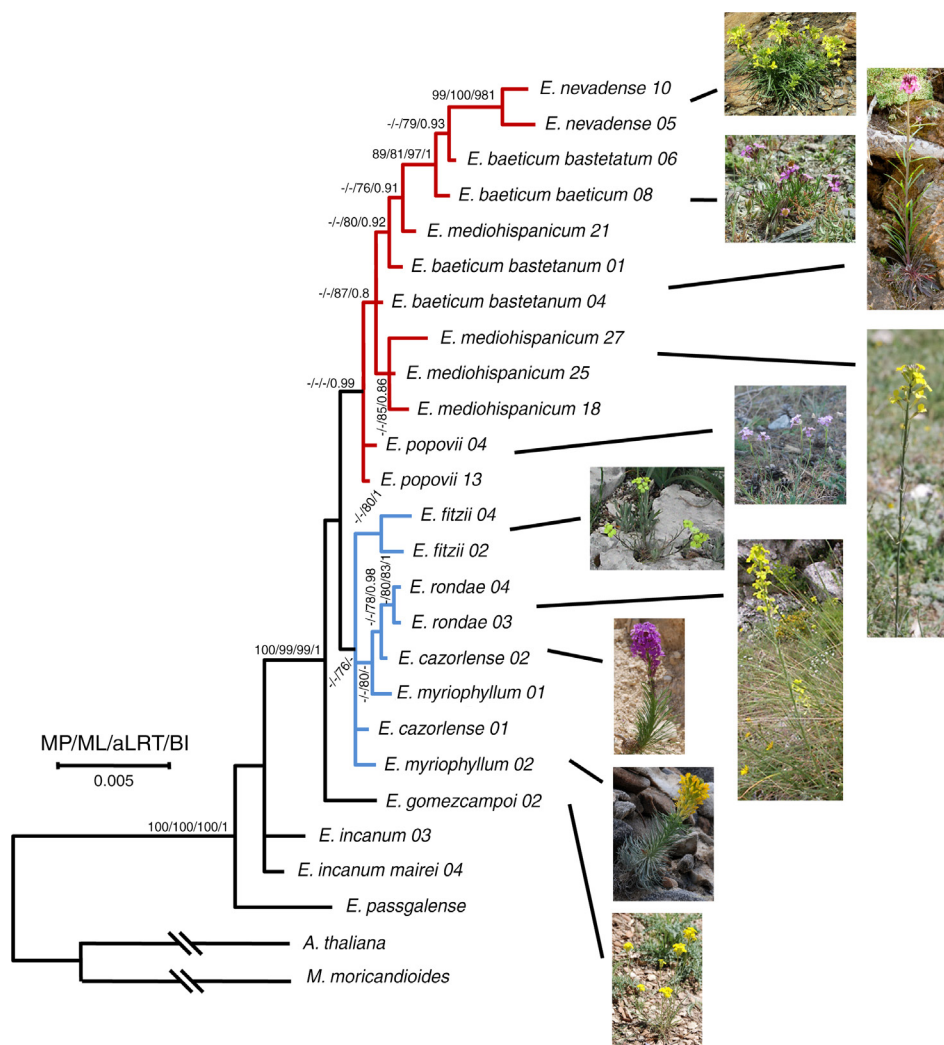 99/100/981
E. nevadense 10
-/-/79/0.93
E. nevadense 05
89/81/97/1
E. baeticum bastetatum 06
-/-/76/0.91
E. baeticum baeticum 08
-/-/80/0.92
E. mediohispanicum 21
E. baeticum bastetanum 01
-/-/87/0.8
E. baeticum bastetanum 04
E. mediohispanicum 27
-/-/-/0.99
E. mediohispanicum 25
-/-/85/0.86
E. mediohispanicum 18
E. popovii 04
E. popovii 13
-/-/80/1
E. fitzii 04
E. fitzii 02
-/-/78/0.98
-/80/83/1
E. rondae 04
E. rondae 03
100/99/99/1
-/-/76/-
-/-/80/-
E. cazorlense 02
E. myriophyllum 01
E. cazorlense 01
MP/ML/aLRT/BI
0.005
E. myriophyllum 02
E. gomezcampoi 02
100/100/100/1
E. incanum 03
E. incanum mairei 04
E. passgalense
A. thaliana
M. moricandioides